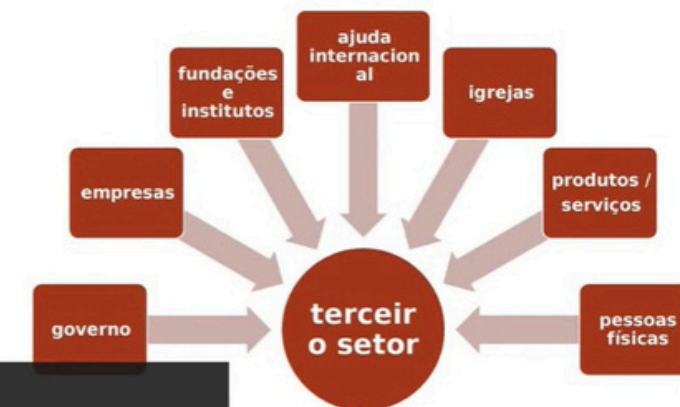 ajuda
internacion
al
fundações
e
institutos
igrejas
empresas
produtos /
serviços
governo
terceir
o setor
pessoas
físicas